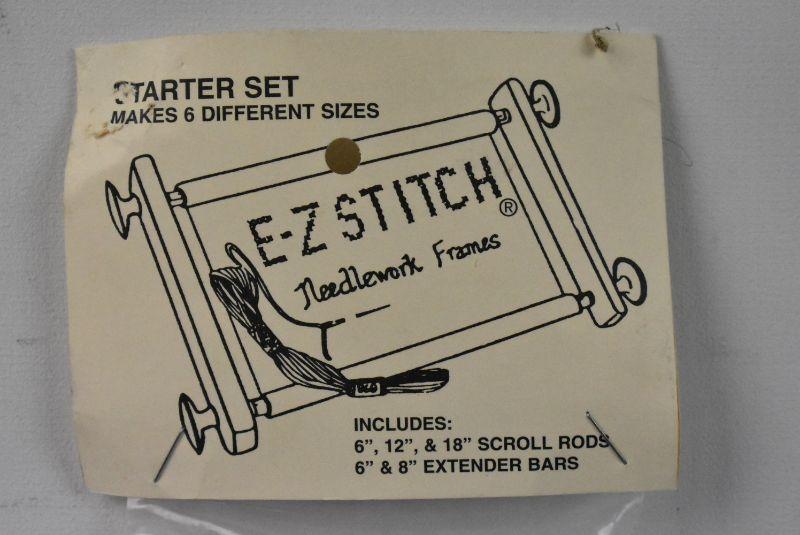 STARTER SET
MAKES 6 DIFFERENT SIZES
E-Z STITCH®
Needlework Frames
INCLUDES:
6”, 12”, & 18” SCROLL RODS
6” & 8” EXTENDER BARS